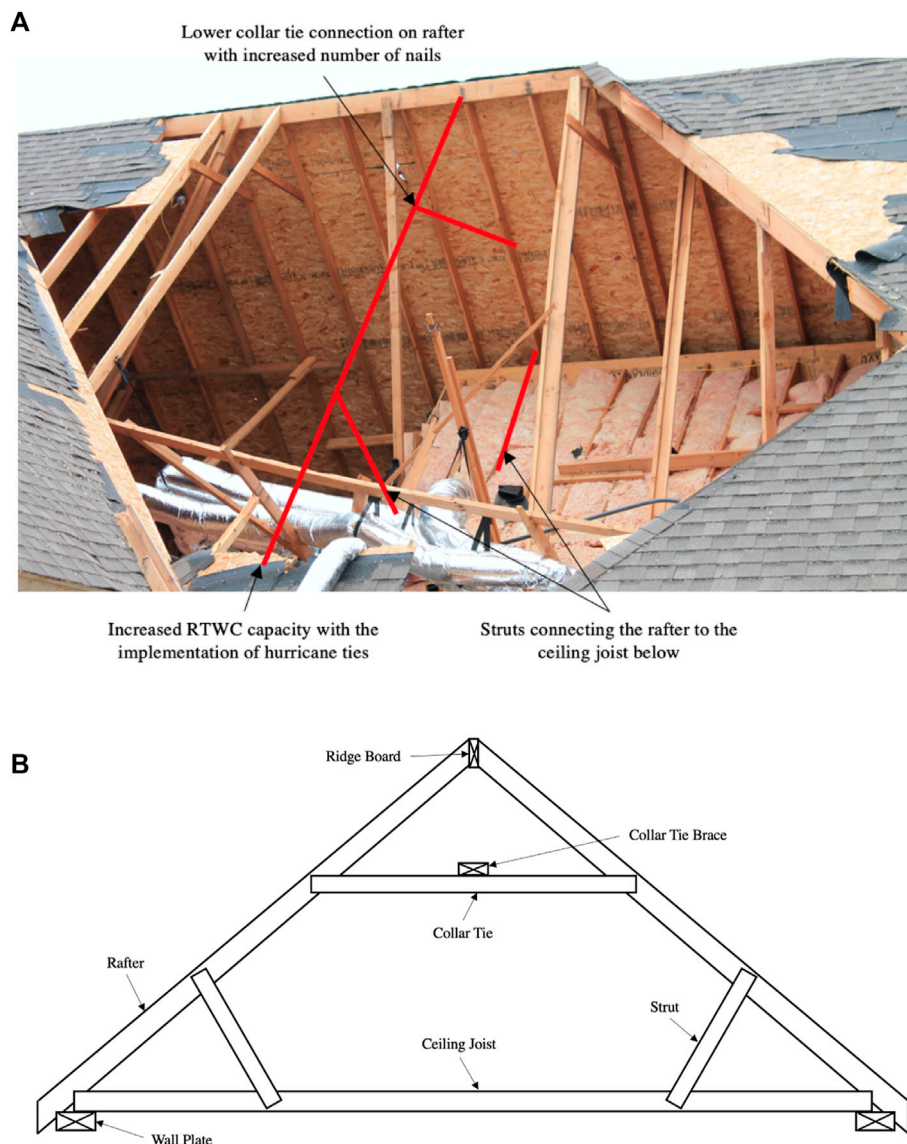 A
Lower collar tie connection on rafter
with increased number of nails
Increased RTWC capacity with the
implementation of hurricane ties
Struts connecting the rafter to the
ceiling joist below
B
Ridge Board
Collar Tie Brace
Collar Tie
Rafter
Strut
Ceiling Joist
Wall Plate